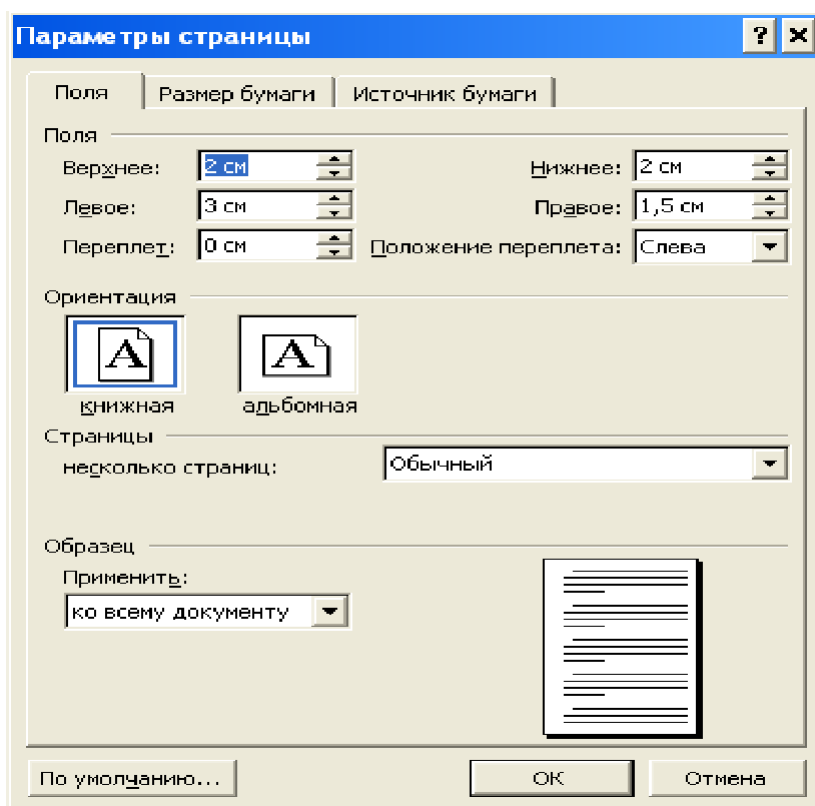 Параметры страницы ? ×
Поля Размер бумаги Источник бумаги
Поля
Верхнее: 2 см Нижнее: 2 см
Левое: 3 см Правое: 1,5 см
Переплет: 0 см Положение переплета: Слева
Ориентация
A A
книжная альбомная
Страницы
несколько страниц: Обычный
Образец
Применить:
ко всему документу
По умолчанию... ОК Отмена